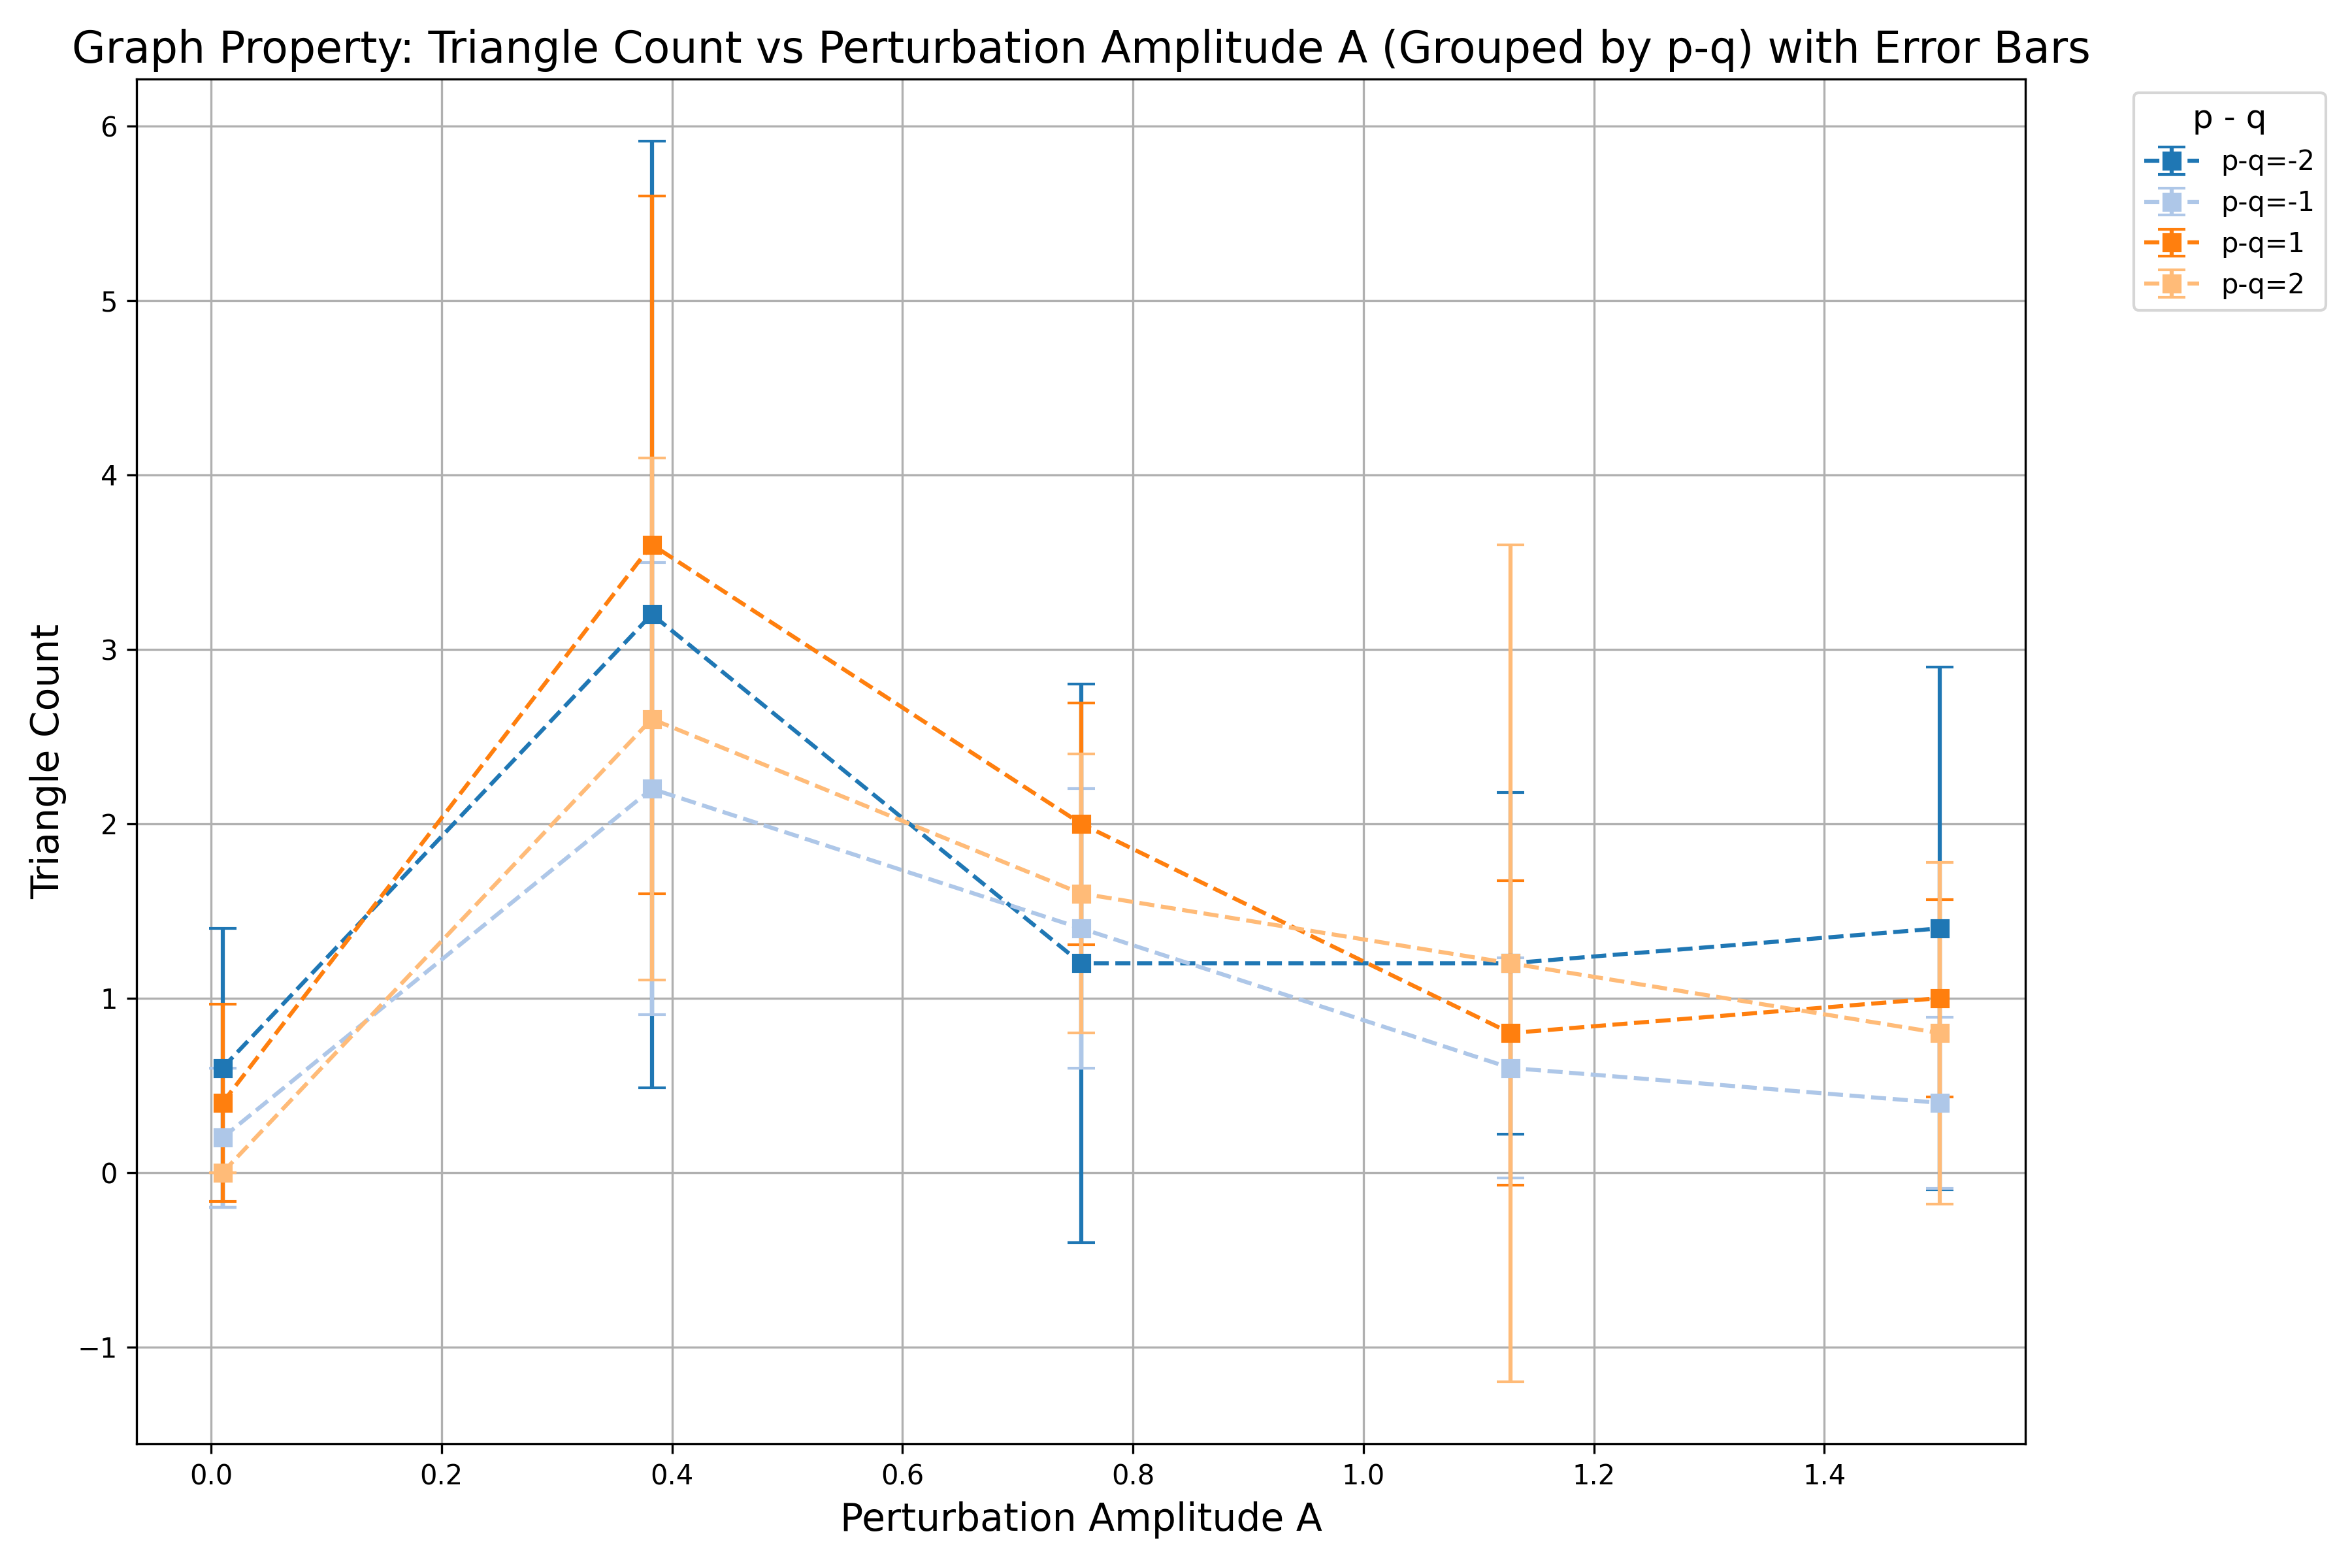 Graph Property: Triangle Count vs Perturbation Amplitude A (Grouped by p-q) with Error Bars
p - q
p-q=-2
p-q=-1
p-q=1
p-q=2
Triangle Count
6
5
4
3
2
1
0
−1
0.0 0.2 0.4 0.6 0.8 1.0 1.2 1.4
Perturbation Amplitude A